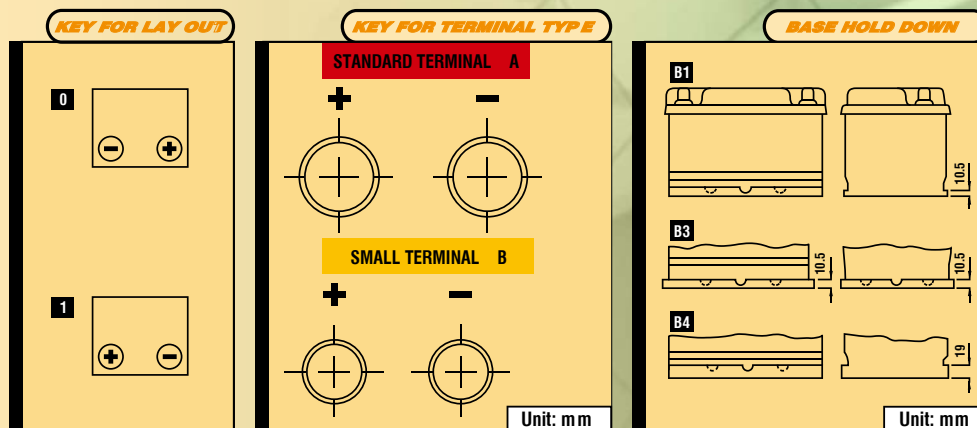 KEY FOR LAY OUT
0
- +
1
+ -
KEY FOR TERMINAL TYPE
STANDARD TERMINAL A
+ -
SMALL TERMINAL B
+ -
Unit: mm
BASE HOLD DOWN
B1
10.5
B3
10.5
10.5
B4
19
Unit: mm